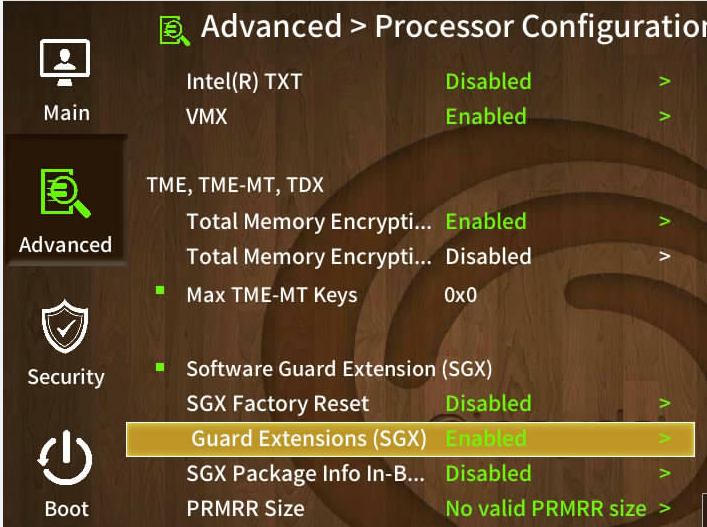 Advanced > Processor Configuration
Main
Intel(R) TXT Disabled >
VMX Enabled >
TME, TME-MT, TDX
Advanced
Total Memory Encrypti... Enabled >
Total Memory Encrypti... Disabled >
Max TME-MT Keys 0x0
Security
Software Guard Extension (SGX)
SGX Factory Reset Disabled >
Guard Extensions (SGX) Enabled >
SGX Package Info In-B... Disabled >
Boot
PRMRR Size No valid PRMRR size >